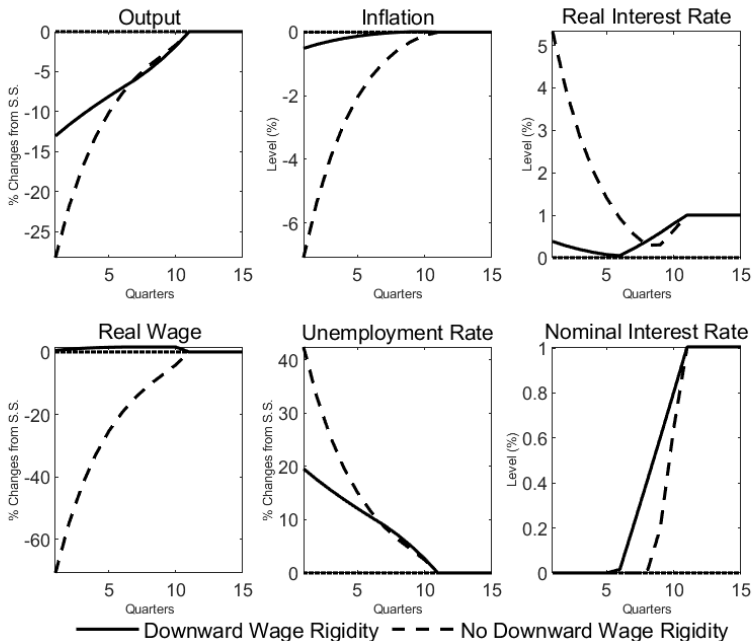 Output
% Changes from S.S.
0
-5
-10
-15
-20
-25
5 10 15
Quarters
Inflation
Level (%)
0
-2
-4
-6
5 10 15
Quarters
Real Interest Rate
5
4
3
2
1
0
5 10 15
Quarters
Real Wage
% Changes from S.S.
0
-20
-40
-60
5 10 15
Quarters
Unemployment Rate
% Changes from S.S.
40
30
20
10
0
5 10 15
Quarters
Nominal Interest Rate
Level (%)
1
0.8
0.6
0.4
0.2
0
5 10 15
Quarters
Downward Wage Rigidity No Downward Wage Rigidity